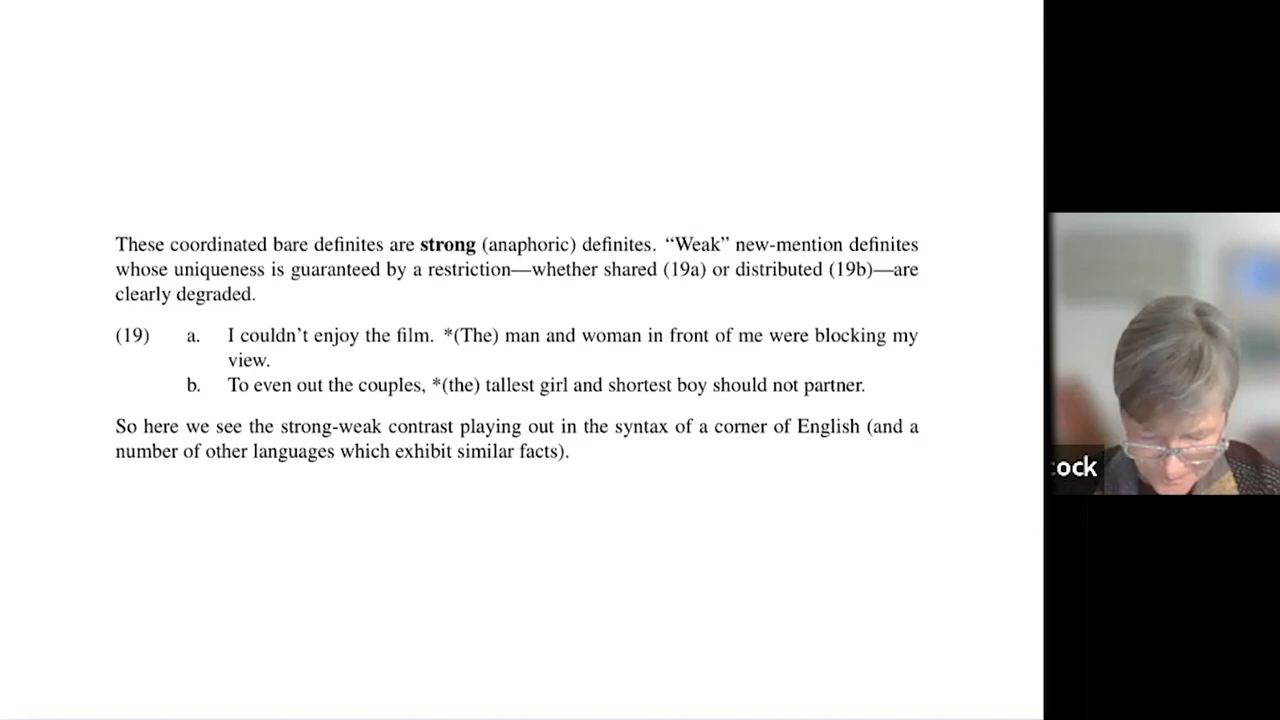 These coordinated bare definites are strong (anaphoric) definites. “Weak” new-mention definites
whose uniqueness is guaranteed by a restriction—whether shared (19a) or distributed (19b)—are
clearly degraded.
(19) a. I couldn’t enjoy the film. *(The) man and woman in front of me were blocking my
view.
b. To even out the couples, *(the) tallest girl and shortest boy should not partner.
So here we see the strong-weak contrast playing out in the syntax of a corner of English (and a
number of other languages which exhibit similar facts).
ock